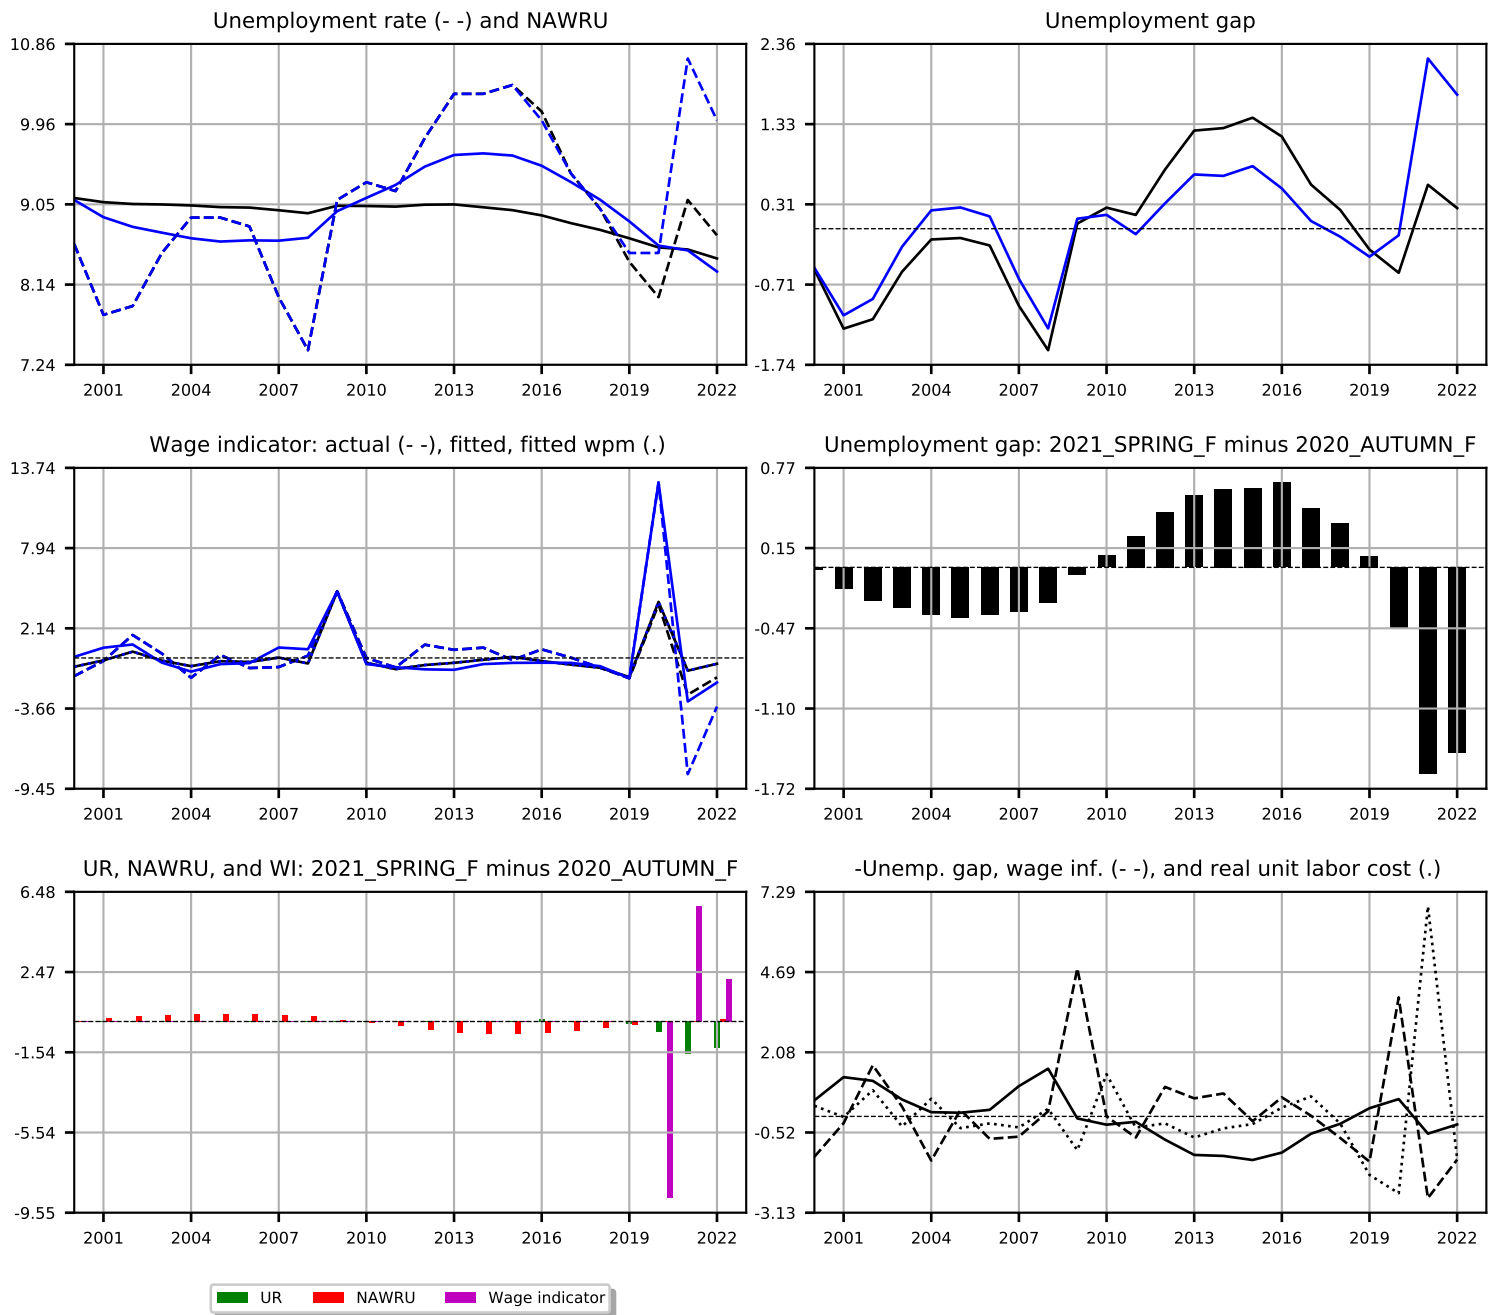 Unemployment rate (- -) and NAWRU
10.86
9.96
9.05
8.14
7.24
2001 2004 2007 2010 2013 2016 2019 2022
Unemployment gap
2.36
1.33
0.31
-0.71
-1.74
2001 2004 2007 2010 2013 2016 2019 2022
Wage indicator: actual (- -), fitted, fitted wpm (.)
13.74
7.94
2.14
-3.66
-9.45
2001 2004 2007 2010 2013 2016 2019 2022
Unemployment gap: 2021_SPRING_F minus 2020_AUTUMN_F
0.77
0.15
-0.47
-1.10
-1.72
2001 2004 2007 2010 2013 2016 2019 2022
UR, NAWRU, and WI: 2021_SPRING_F minus 2020_AUTUMN_F
6.48
2.47
-1.54
-5.54
-9.55
2001 2004 2007 2010 2013 2016 2019 2022
-Unemp. gap, wage inf. (- -), and real unit labor cost (.)
7.29
4.69
2.08
-0.52
-3.13
2001 2004 2007 2010 2013 2016 2019 2022
UR NAWRU Wage indicator